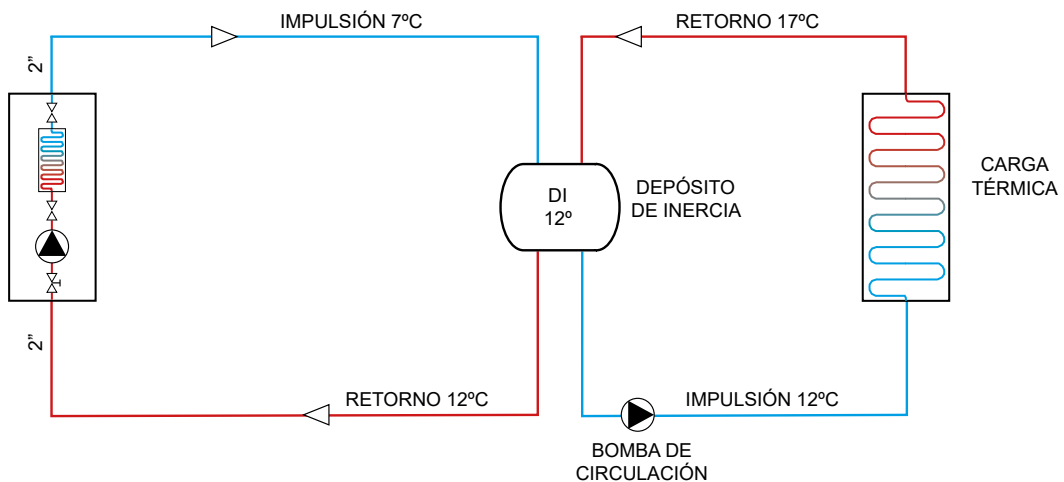 IMPULSIÓN 7ºC
RETORNO 17ºC
2”
DI
12º
DEPÓSITO
DE INERCIA
CARGA
TÉRMICA
2”
RETORNO 12ºC
IMPULSIÓN 12ºC
BOMBA DE
CIRCULACIÓN